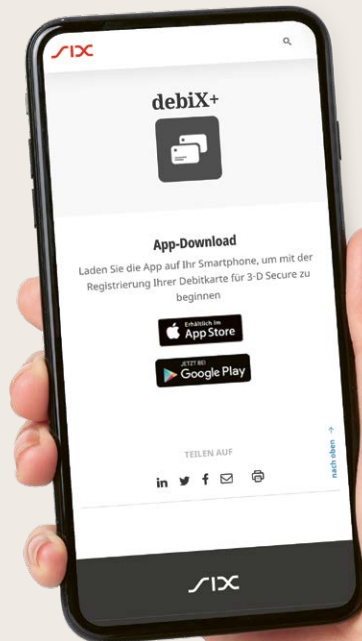 SIX
debiX+
App-Download
Laden Sie die App auf Ihr Smartphone, um mit der
Registrierung Ihrer Debitkarte für 3-D Secure zu
beginnen
Erhältlich im
App Store
JETZT BEI
Google Play
nach oben
TEILEN AUF
in f
SIX